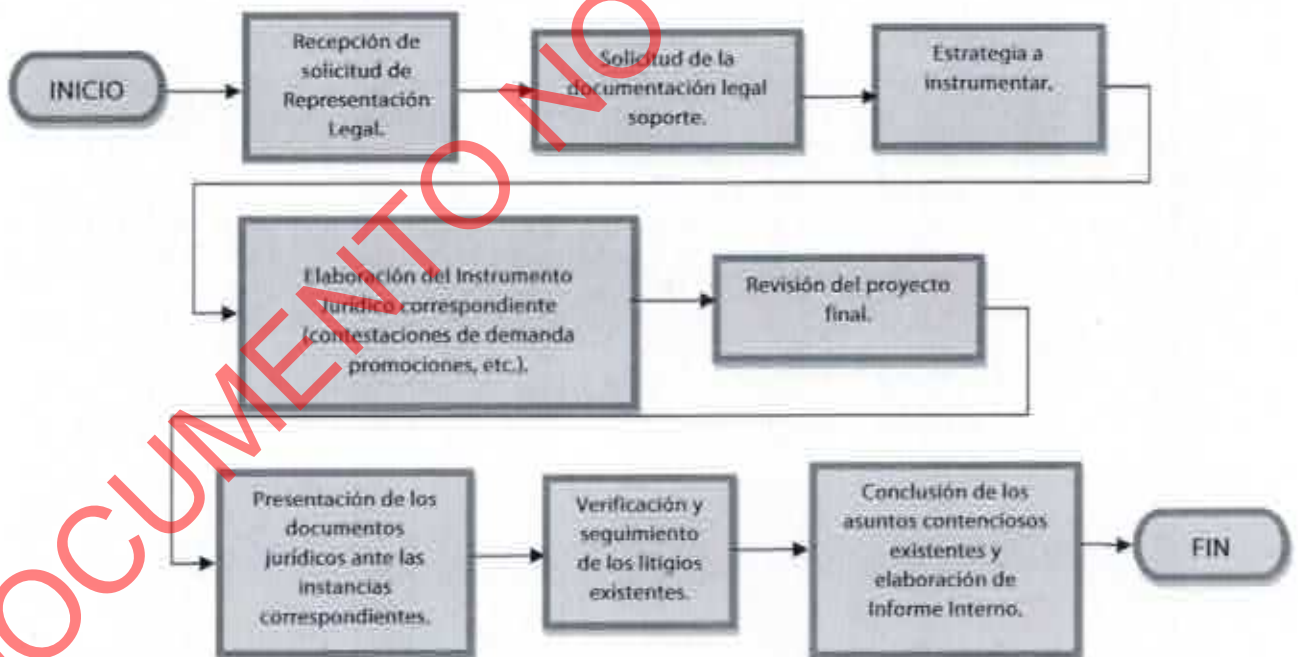 INICIO
Recepción de
solicitud de
Representación
Legal.
Solicitud de la
documentación legal
soporte.
Estrategia a
instrumentar.
Elaboración del Instrumento
Jurídico correspondiente
(contestaciones de demanda
promociones, etc.).
Revisión del proyecto
final.
Presentación de los
documentos
jurídicos ante las
instancias
correspondientes.
Verificación y
seguimiento
de los litigios
existentes.
Conclusión de los
asuntos contenciosos
existentes y
elaboración de
Informe Interno.
FIN
DOCUMENTO NO